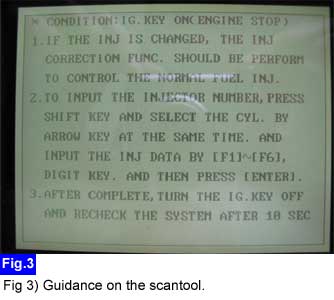 * CONDITION:IG.KEY ON(ENGINE STOP)
1.IF THE INJ IS CHANGED, THE INJ
CORRECTION FUNC. SHOULD BE PERFORM
TO CONTROL THE NORMAL FUEL INJ.
2.TO INPUT THE INJECTOR NUMBER,PRESS
SHIFT KEY AND SELECT THE CYL. BY
ARROW KEY AT THE SAME TIME. AND
INPUT THE INJ DATA BY [F1]~[F6],
DIGIT KEY. AND THEN PRESS [ENTER].
3.AFTER COMPLETE,TURN THE IG.KEY OFF
AND RECHECK THE SYSTEM AFTER 10 SEC
Fig.3
Fig 3) Guidance on the scantool.